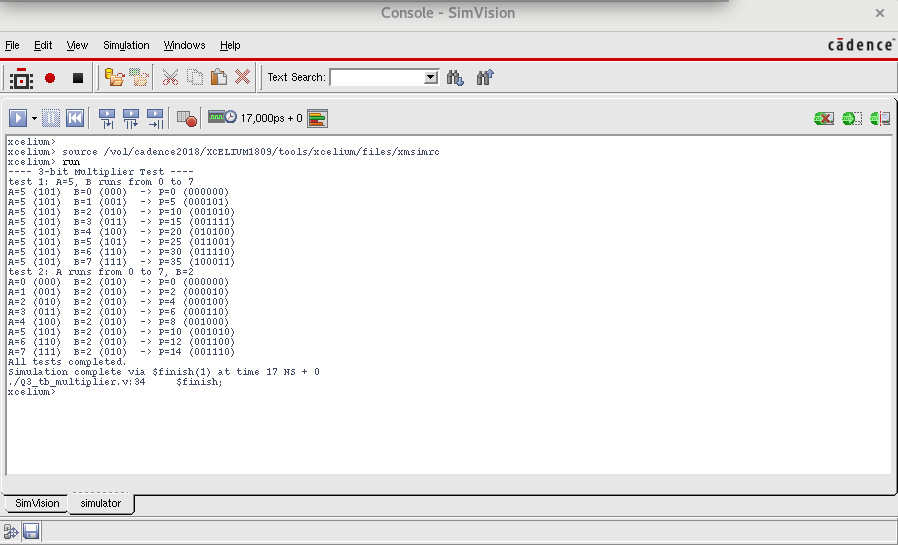 Console - SimVision
File Edit View Simulation Windows Help
cādence
Text Search:
17,000ps + 0
xcelium>
xcelium> source /vol/cadence2018/XCELIUM1809/tools/xcelium/files/xmsimrc
xcelium> run
---- 3-bit Multiplier Test ----
test 1: A=5, B runs from 0 to 7
A=5 (101)  B=0 (000)  -> P=0 (000000)
A=5 (101)  B=1 (001)  -> P=5 (000101)
A=5 (101)  B=2 (010)  -> P=10 (001010)
A=5 (101)  B=3 (011)  -> P=15 (001111)
A=5 (101)  B=4 (100)  -> P=20 (010100)
A=5 (101)  B=5 (101)  -> P=25 (011001)
A=5 (101)  B=6 (110)  -> P=30 (011110)
A=5 (101)  B=7 (111)  -> P=35 (100011)
test 2: A runs from 0 to 7, B=2
A=0 (000)  B=2 (010)  -> P=0 (000000)
A=1 (001)  B=2 (010)  -> P=2 (000010)
A=2 (010)  B=2 (010)  -> P=4 (000100)
A=3 (011)  B=2 (010)  -> P=6 (000110)
A=4 (100)  B=2 (010)  -> P=8 (001000)
A=5 (101)  B=2 (010)  -> P=10 (001010)
A=6 (110)  B=2 (010)  -> P=12 (001100)
A=7 (111)  B=2 (010)  -> P=14 (001110)
All tests completed.
Simulation complete via $finish(1) at time 17 NS + 0
./Q3_tb_multiplier.v:34     $finish;
xcelium>
SimVision simulator